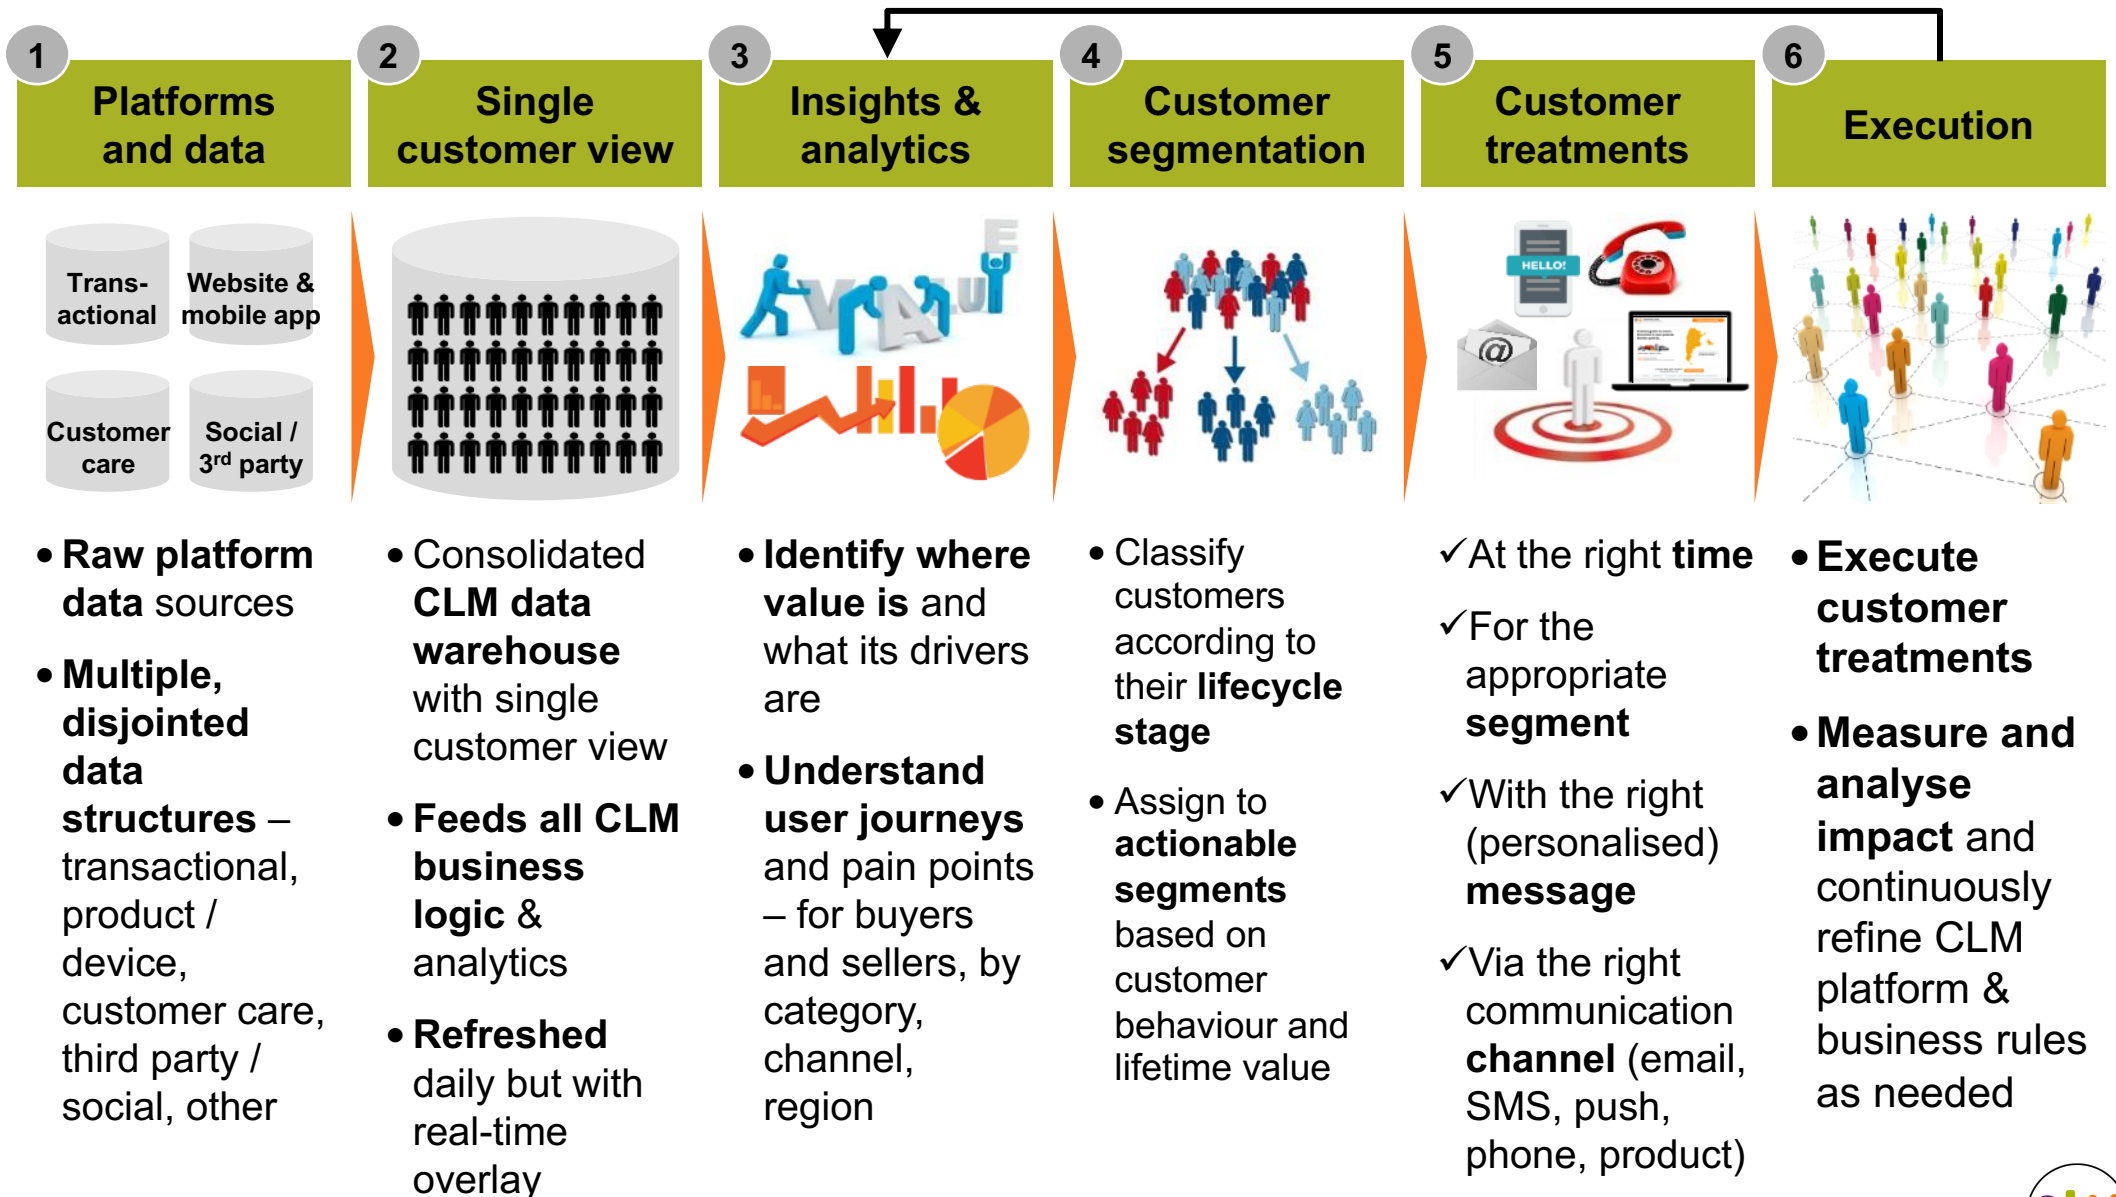 1
Platforms
and data
2
Single
customer view
3
Insights &
analytics
4
Customer
segmentation
5
Customer
treatments
6
Execution
Trans-
actional
Website &
mobile app
Customer
care
Social /
3rd party
VALUE
HELLO!
@
• Raw platform
data sources
• Multiple,
disjointed
data
structures –
transactional,
product /
device,
customer care,
third party /
social, other
• Consolidated
CLM data
warehouse
with single
customer view
• Feeds all CLM
business
logic &
analytics
• Refreshed
daily but with
real-time
overlay
• Identify where
value is and
what its drivers
are
• Understand
user journeys
and pain points
– for buyers
and sellers, by
category,
channel,
region
• Classify
customers
according to
their lifecycle
stage
• Assign to
actionable
segments
based on
customer
behaviour and
lifetime value
✓At the right time
✓For the
appropriate
segment
✓With the right
(personalised)
message
✓Via the right
communication
channel (email,
SMS, push,
phone, product)
• Execute
customer
treatments
• Measure and
analyse
impact and
continuously
refine CLM
platform &
business rules
as needed